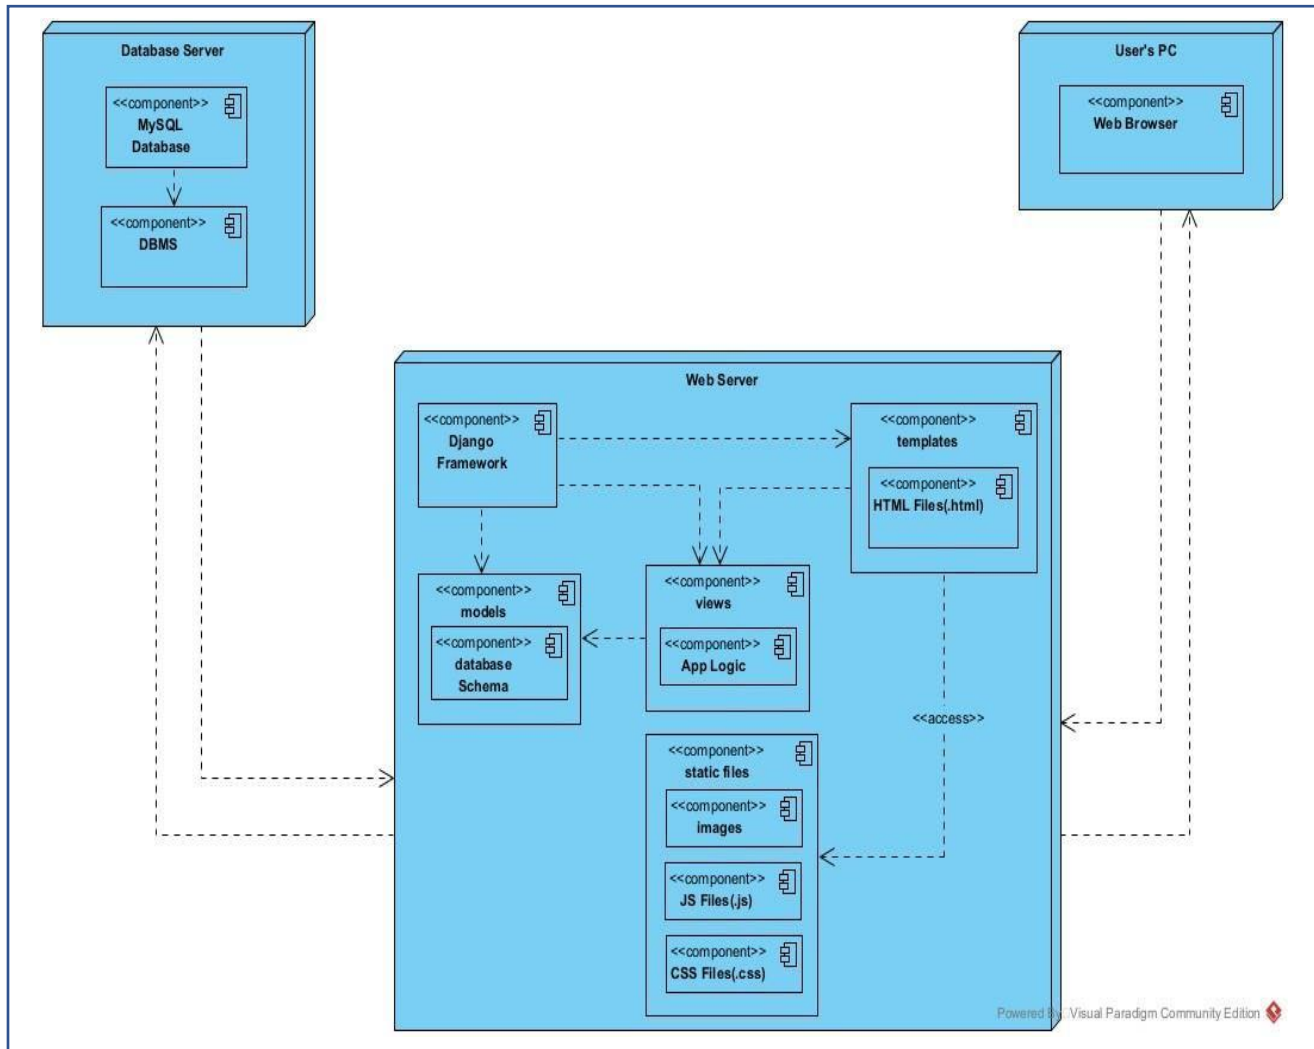 Database Server
<<component>>
MySQL
Database
<<component>>
DBMS
User's PC
<<component>>
Web Browser
Web Server
<<component>>
Django
Framework
<<component>>
templates
<<component>>
HTML Files(.html)
<<component>>
models
<<component>>
database
Schema
<<component>>
views
<<component>>
App Logic
<<access>>
<<component>>
static files
<<component>>
images
<<component>>
JS Files(.js)
<<component>>
CSS Files(.css)
Powered By Visual Paradigm Community Edition